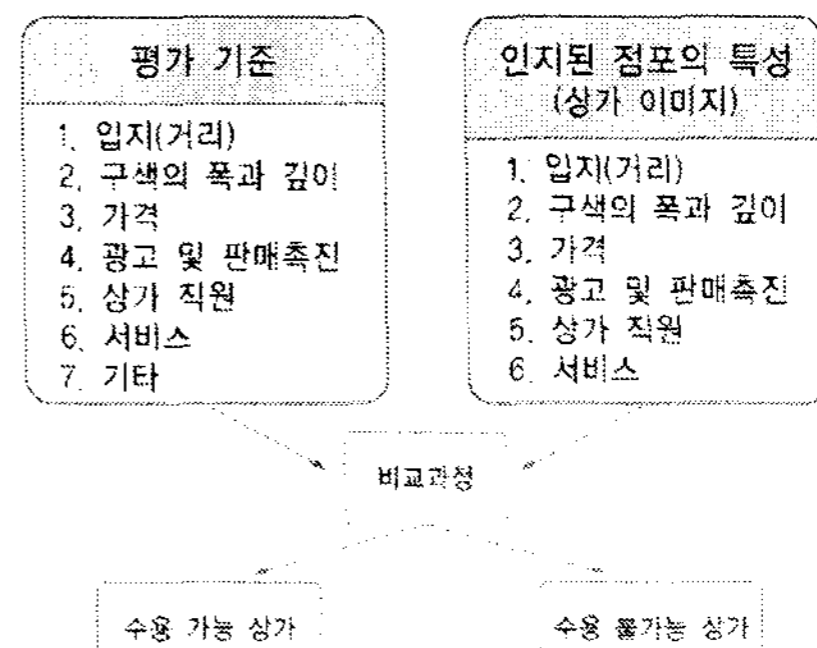 평가 기준
1. 입지(거리)
2. 구색의 폭과 깊이
3. 가격
4. 광고 및 판매촉진
5. 상가 직원
6. 서비스
7. 기타
인지된 점포의 특성
(상가 이미지)
1. 입지(거리)
2. 구색의 폭과 깊이
3. 가격
4. 광고 및 판매촉진
5. 상가 직원
6. 서비스
비교과정
수용 가능 상가
수용 불가능 상가